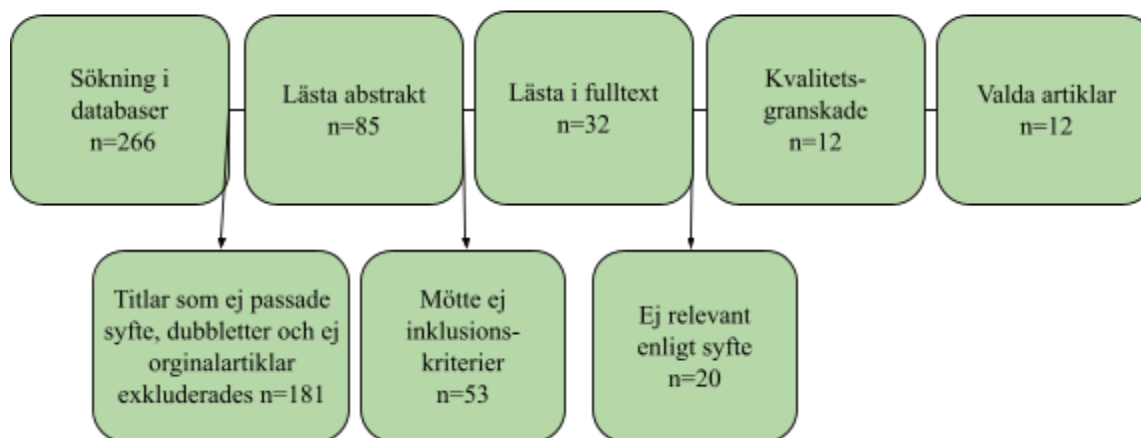 Sökning i
databaser
n=266
Lästa abstrakt
n=85
Lästa i fulltext
n=32
Kvalitets-
granskade
n=12
Valda artiklar
n=12
Titlar som ej passade
syfte, dubbletter och ej
orginalartiklar
exkluderades n=181
Mötte ej
inklusions-
kriterier
n=53
Ej relevant
enligt syfte
n=20